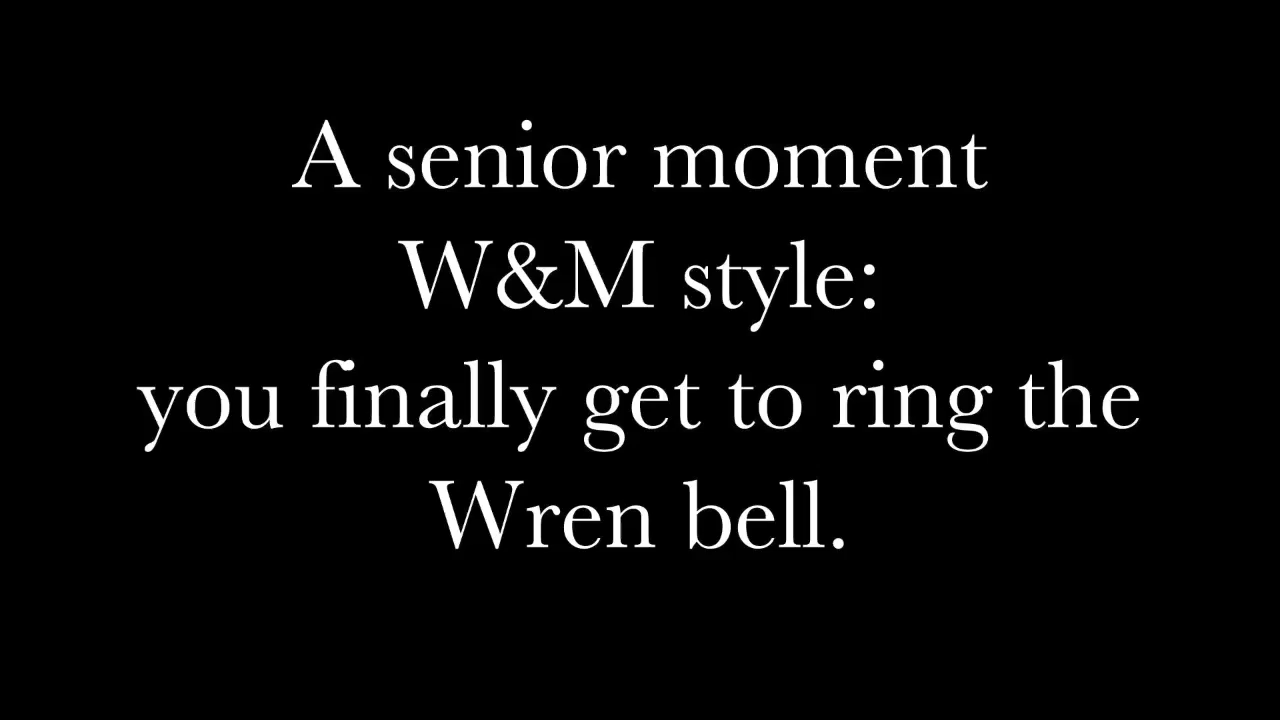 A senior moment
W&M style:
you finally get to ring the
Wren bell.